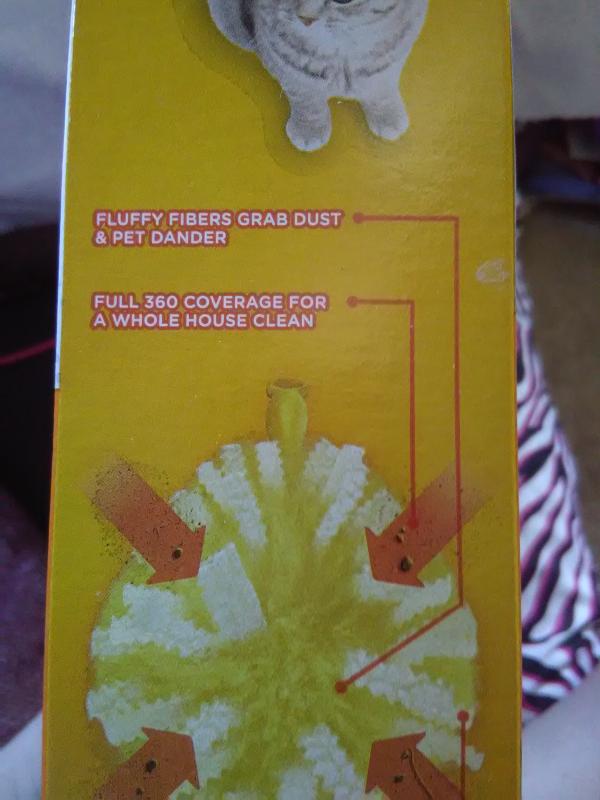 FLUFFY FIBERS GRAB DUST
& PET DANDER
FULL 360 COVERAGE FOR
A WHOLE HOUSE CLEAN